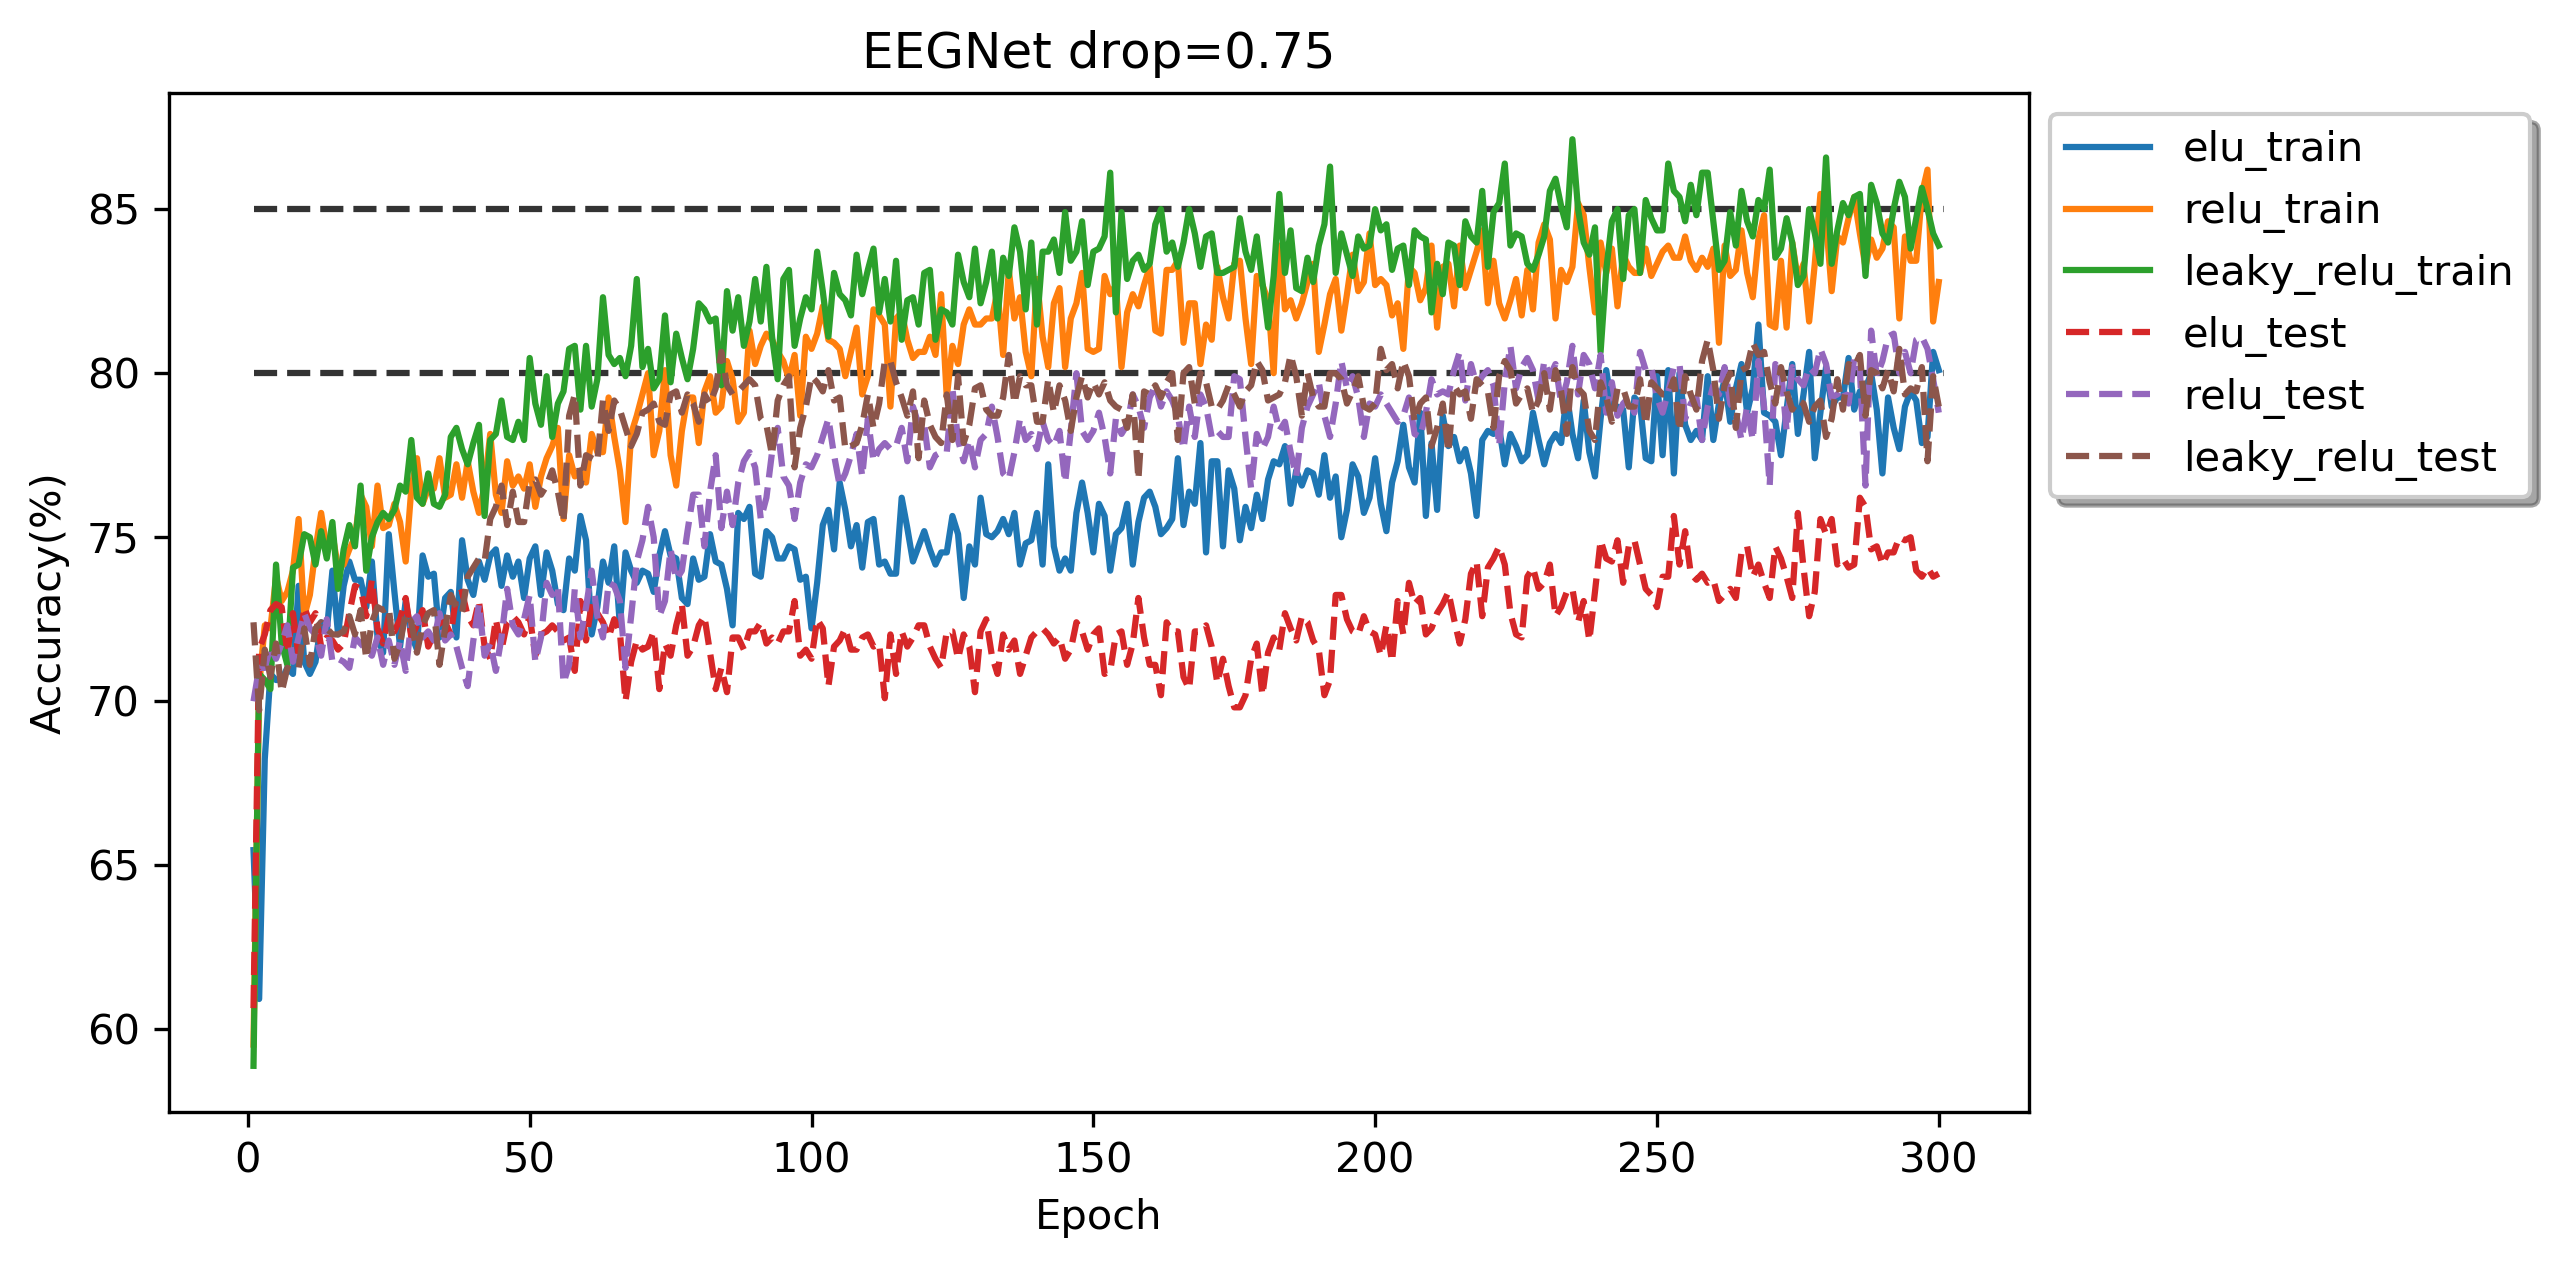 EEGNet drop=0.75
Accuracy(%)
85
80
75
70
65
60
0 50 100 150 200 250 300
Epoch
elu_train
relu_train
leaky_relu_train
elu_test
relu_test
leaky_relu_test